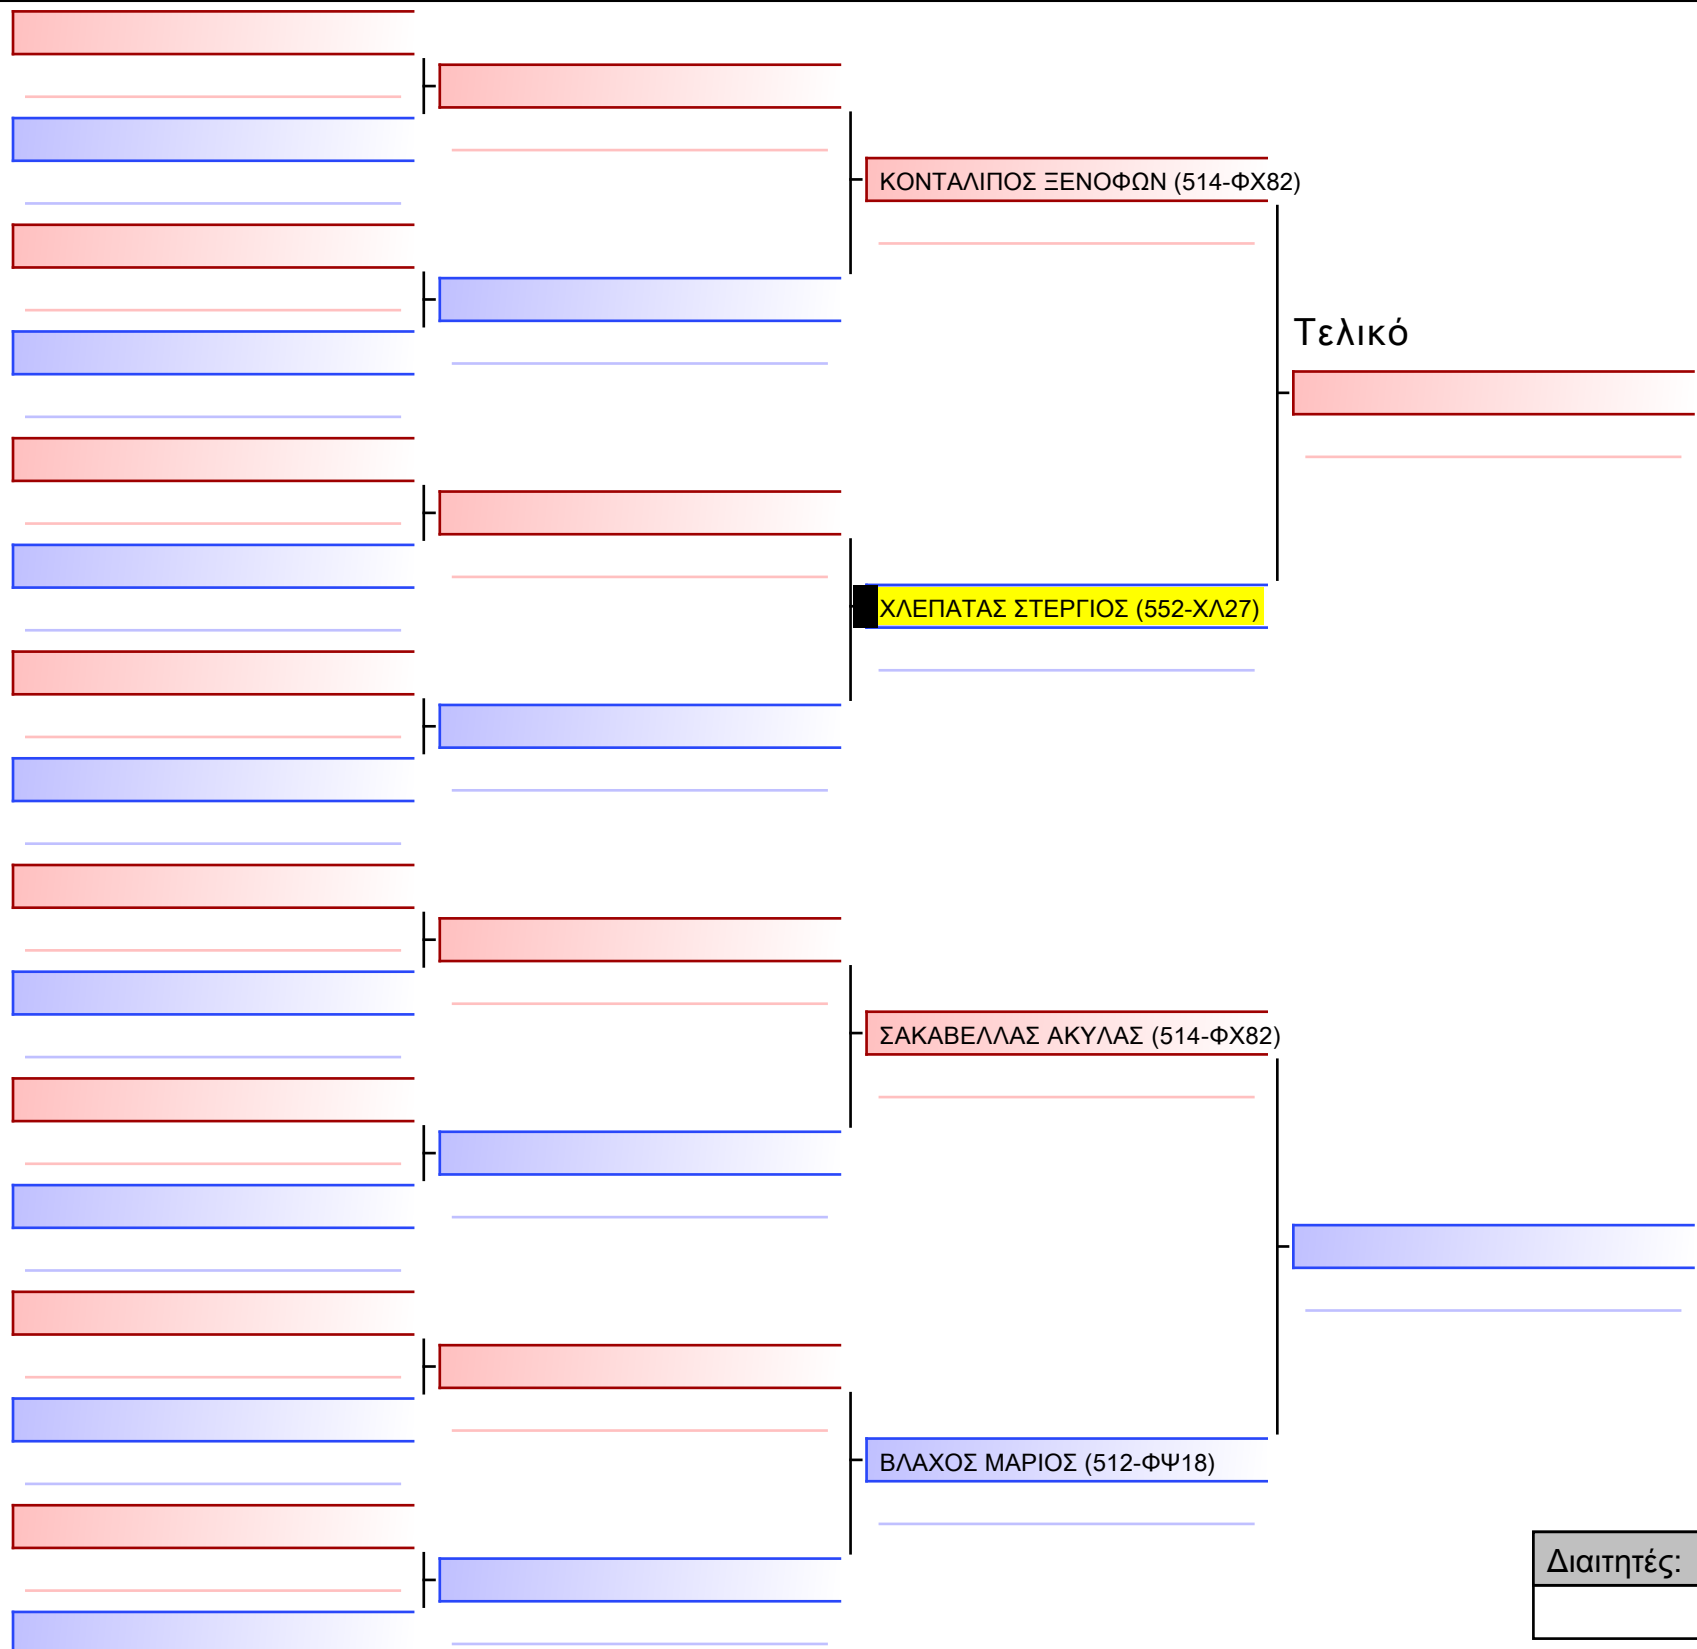 ΚΟΝΤΑΛΙΠΟΣ ΞΕΝΟΦΩΝ (514-ΦΧ82)
Τελικό
ΧΛΕΠΑΤΑΣ ΣΤΕΡΓΙΟΣ (552-ΧΛ27)
ΣΑΚΑΒΕΛΛΑΣ ΑΚΥΛΑΣ (514-ΦΧ82)
ΒΛΑΧΟΣ ΜΑΡΙΟΣ (512-ΦΨ18)
Διαιτητές: